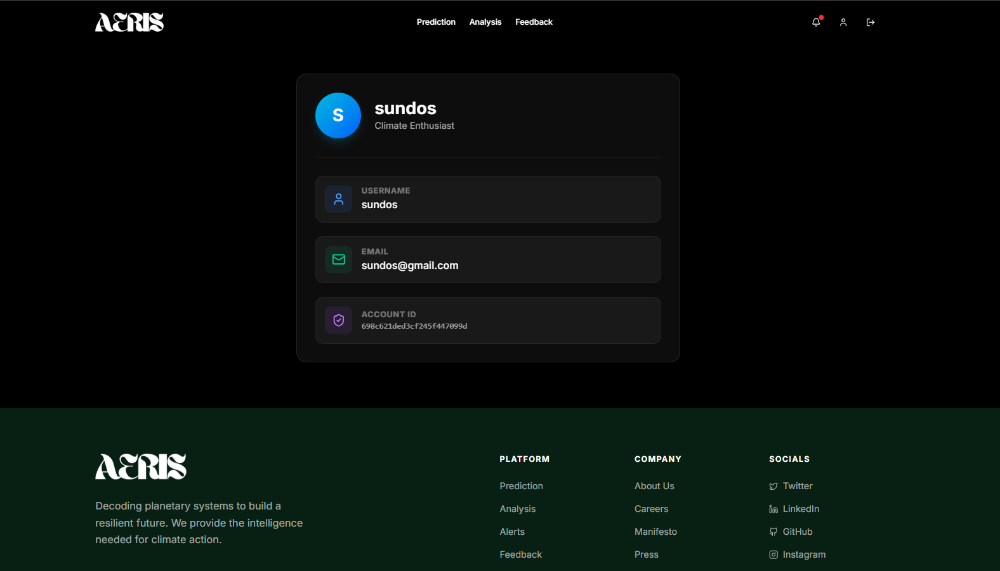 AERIS
Prediction
Analysis
Feedback
S
sundos
Climate Enthusiast
USERNAME
sundos
EMAIL
sundos@gmail.com
ACCOUNT ID
698c621ded3cf245f447099d
AERIS
Decoding planetary systems to build a
resilient future. We provide the intelligence
needed for climate action.
PLATFORM
Prediction
Analysis
Alerts
Feedback
COMPANY
About Us
Careers
Manifesto
Press
SOCIALS
Twitter
LinkedIn
GitHub
Instagram